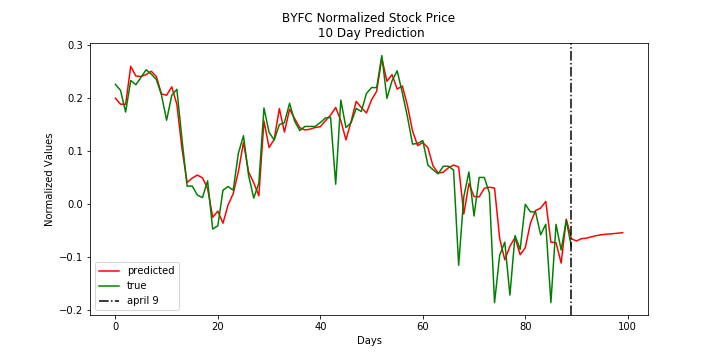 BYFC Normalized Stock Price
10 Day Prediction
0.3
0.2
0.1
0.0
−0.1
−0.2
Normalized Values
predicted
true
april 9
0
20
40
60
80
100
Days